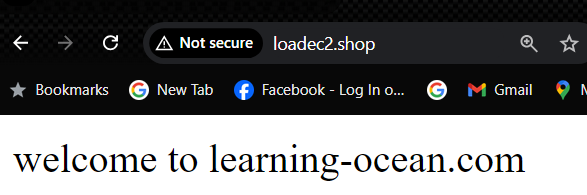 Not secure loadec2.shop
Bookmarks New Tab Facebook - Log In o... Gmail
welcome to learning-ocean.com